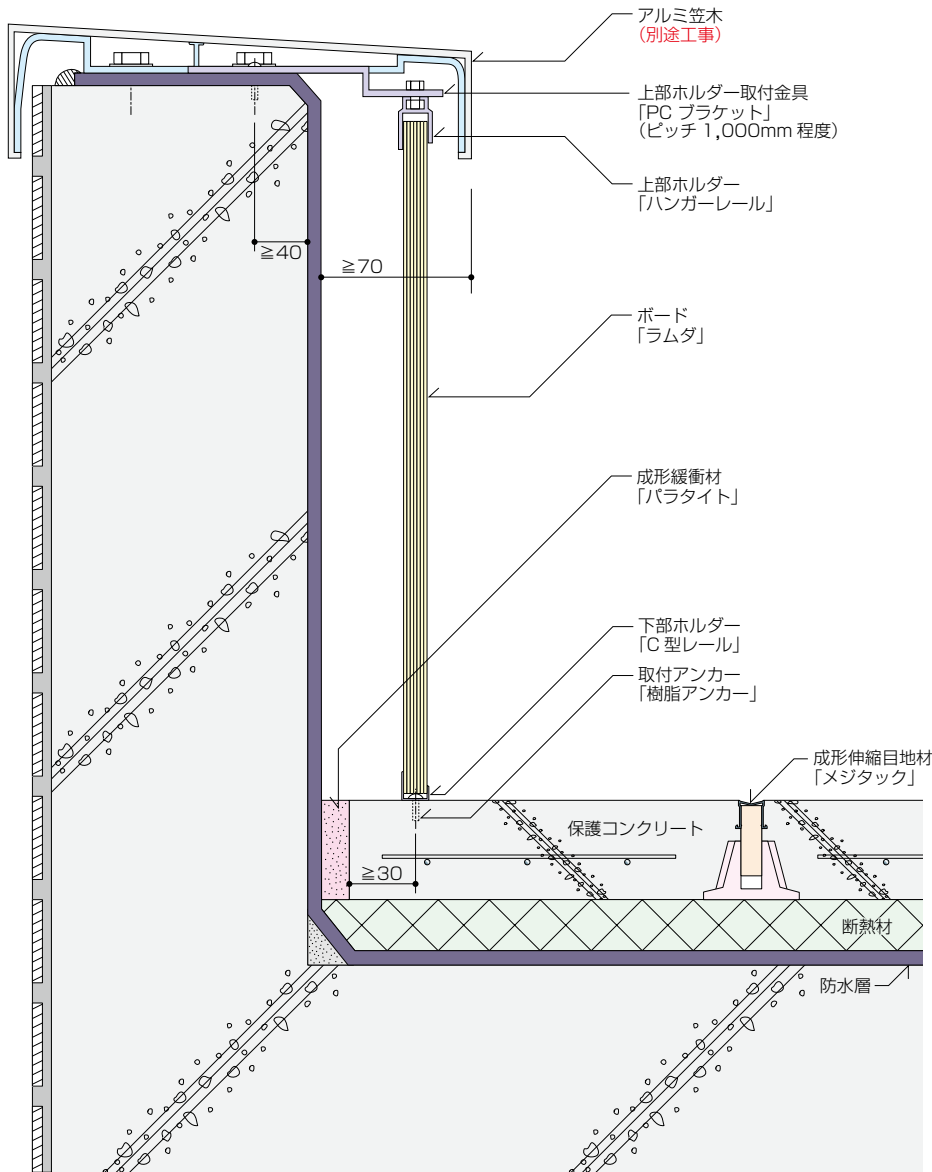 アルミ笠木
(別途工事)
上部ホルダー取付金具
「PC ブラケット」
(ピッチ 1,000mm 程度)
上部ホルダー
「ハンガーレール」
≧40
≧70
ボード
「ラムダ」
成形緩衝材
「パラタイト」
下部ホルダー
「C 型レール」
取付アンカー
「樹脂アンカー」
成形伸縮目地材
「メジタック」
保護コンクリート
≧30
断熱材
防水層